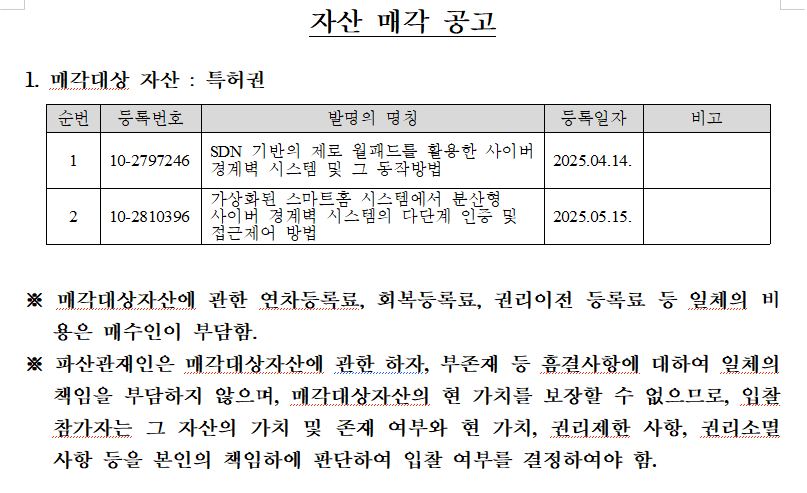 자산 매각 공고
1. 매각대상 자산 : 특허권
순번 등록번호 발명의 명칭 등록일자 비고
1 10-2797246 SDN 기반의 제로 월패드를 활용한 사이버 2025.04.14.
경계벽 시스템 및 그 동작방법
2 10-2810396 가상화된 스마트홈 시스템에서 분산형 2025.05.15.
사이버 경계벽 시스템의 다단계 인증 및
접근제어 방법
※ 매각대상자산에 관한 연차등록료, 회복등록료, 권리이전 등록료 등 일체의 비
용은 매수인이 부담함.
※ 파산관재인은 매각대상자산에 관한 하자, 부존재 등 흠결사항에 대하여 일체의
책임을 부담하지 않으며, 매각대상자산의 현 가치를 보장할 수 없으므로, 입찰
참가자는 그 자산의 가치 및 존재 여부와 현 가치, 권리제한 사항, 권리소멸
사항 등을 본인의 책임하에 판단하여 입찰 여부를 결정하여야 함.